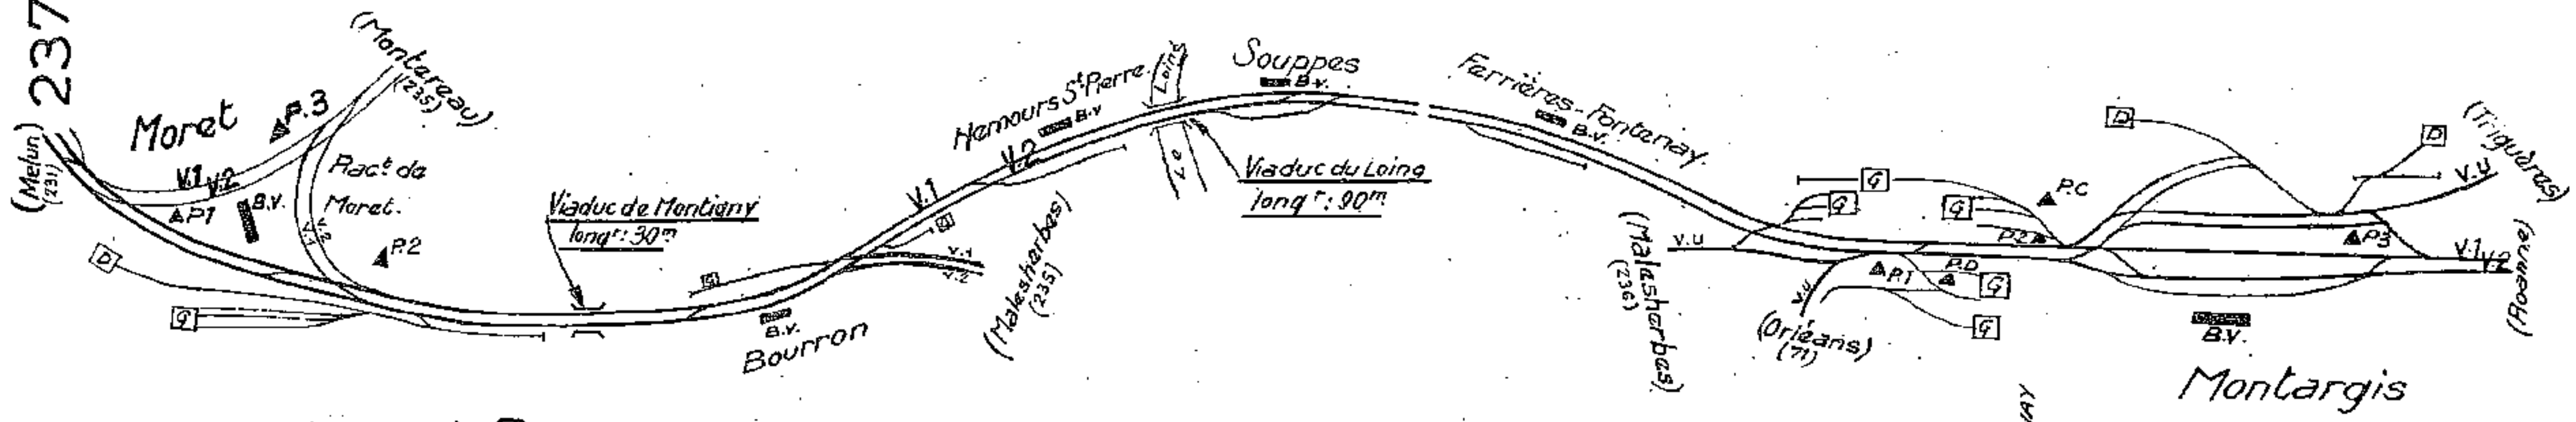 237
(Melun)
(231)
Moret
P.3
(Montereau)
(235)
V.1 V.2
P1
B.V.
Ract de
Moret.
V.2
P.2
D
G
Viaduc de Montigny
longr: 30m
G
B.V.
Bourron
V.1
V.2
G
V.1
V.2
(Malesherbes)
(235)
Nemours St Pierre
B.V
Loing
Viaduc du Loing
longr: 90m
Souppes
B.V.
Ferrières-Fontenay.
B.V.
(Malesherbes)
(236)
V.U
G
G
G
P.C
P2
P1
P.D
G
G
V.U
(Orléans)
(71)
D
D
V.U
(Triguères)
P3
V.1
V.2
(Roanne)
B.V.
Montargis